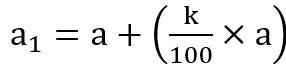 a₁ = a + (k/100 × a)